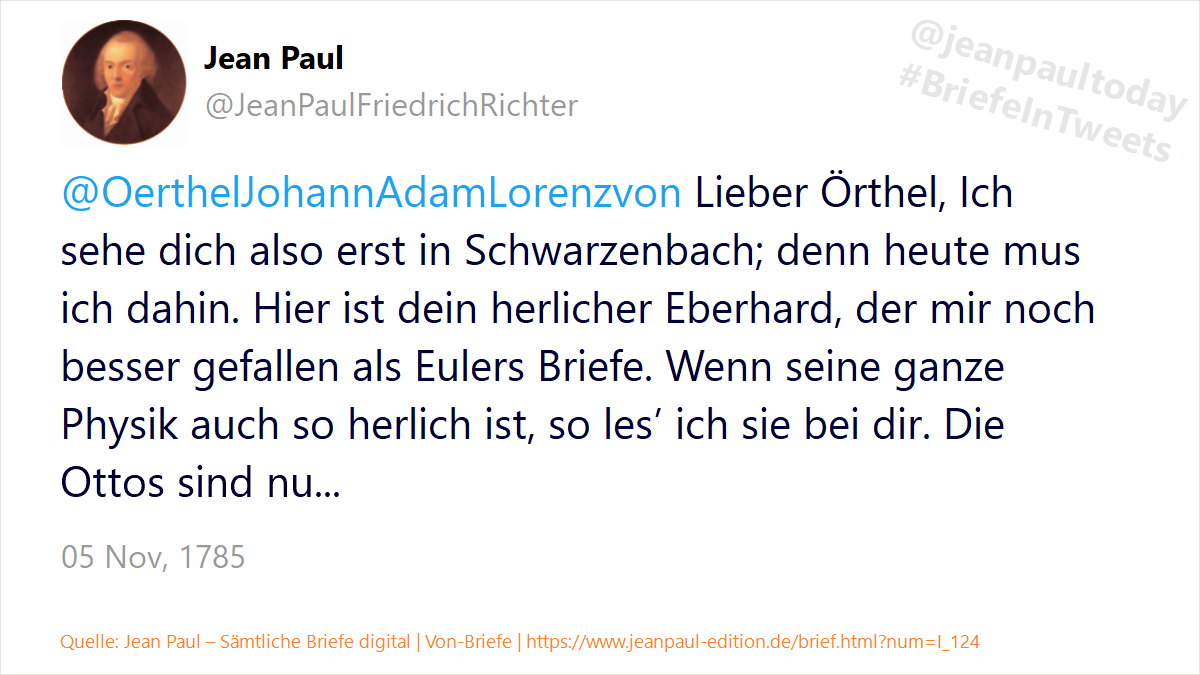 Jean Paul
@JeanPaulFriedrichRichter
@jeanpaultoday
#BriefeInTweets
@OerthelJohannAdamLorenzvon Lieber Örthel, Ich
sehe dich also erst in Schwarzenbach; denn heute mus
ich dahin. Hier ist dein herlicher Eberhard, der mir noch
besser gefallen als Eulers Briefe. Wenn seine ganze
Physik auch so herlich ist, so les’ ich sie bei dir. Die
Ottos sind nu...
05 Nov, 1785
Quelle: Jean Paul – Sämtliche Briefe digital | Von-Briefe | https://www.jeanpaul-edition.de/brief.html?num=I_124